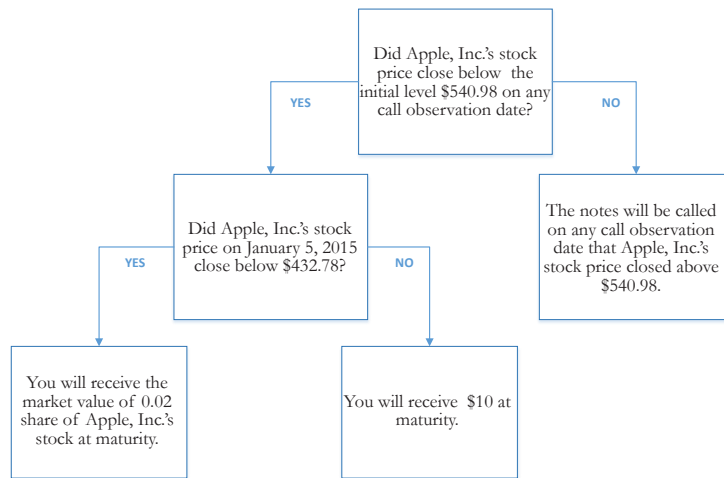 Did Apple, Inc.'s stock
price close below the
initial level $540.98 on any
call observation date?
YES
NO
Did Apple, Inc.'s stock
price on January 5, 2015
close below $432.78?
The notes will be called
on any call observation
date that Apple, Inc.'s
stock price closed above
$540.98.
YES
NO
You will receive the
market value of 0.02
share of Apple, Inc.'s
stock at maturity.
You will receive $10 at
maturity.